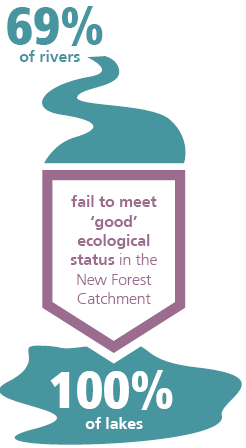 69%
of rivers
fail to meet
‘good’
ecological
status in the
New Forest
Catchment
100%
of lakes